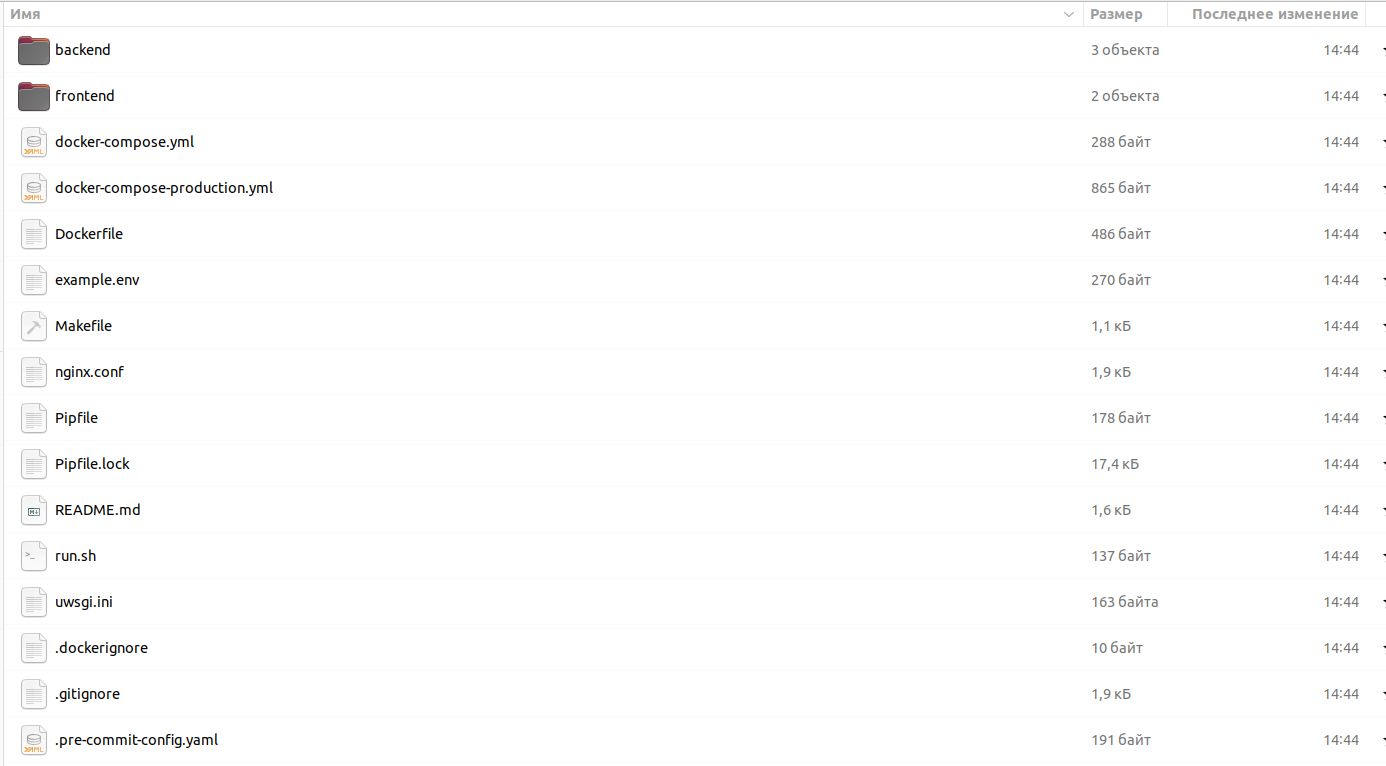 Имя Размер Последнее изменение
backend 3 объекта 14:44
frontend 2 объекта 14:44
docker-compose.yml 288 байт 14:44
docker-compose-production.yml 865 байт 14:44
Dockerfile 486 байт 14:44
example.env 270 байт 14:44
Makefile 1,1 кБ 14:44
nginx.conf 1,9 кБ 14:44
Pipfile 178 байт 14:44
Pipfile.lock 17,4 кБ 14:44
README.md 1,6 кБ 14:44
run.sh 137 байт 14:44
uwsgi.ini 163 байта 14:44
.dockerignore 10 байт 14:44
.gitignore 1,9 кБ 14:44
.pre-commit-config.yaml 191 байт 14:44